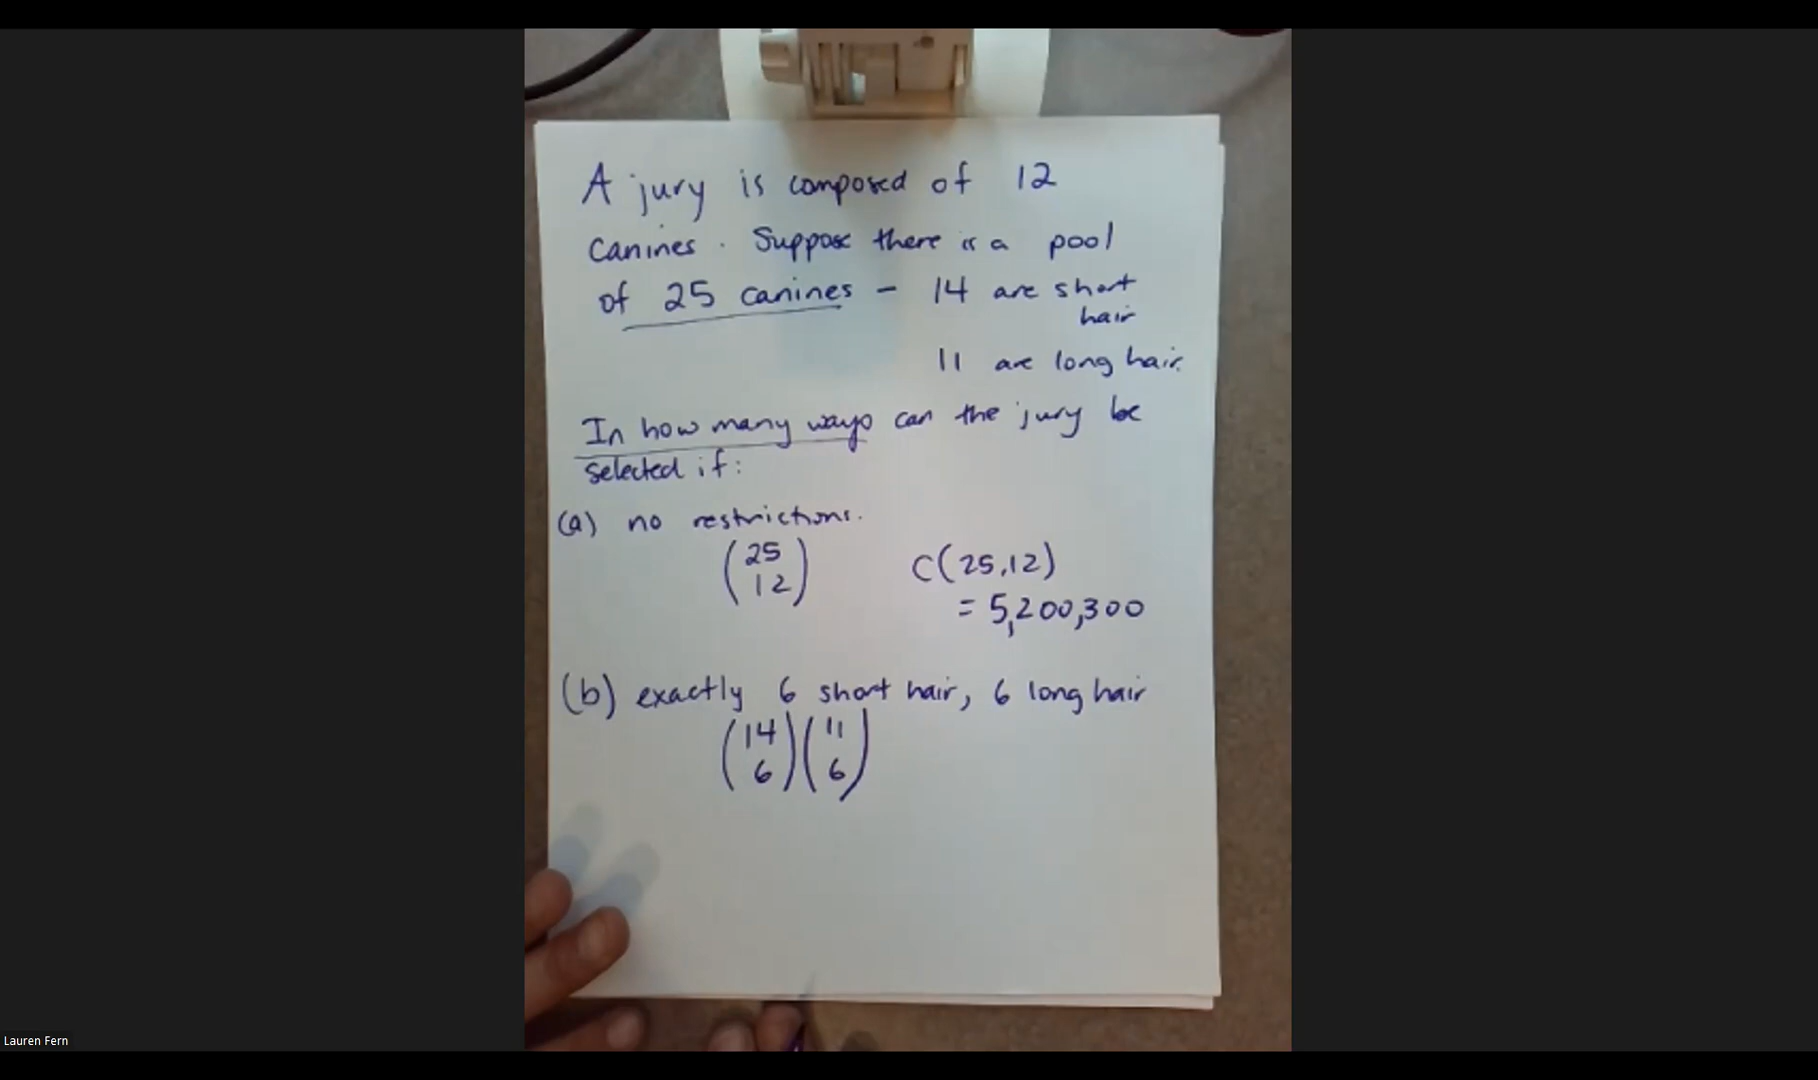 A jury is composed of 12
canines. Suppose there is a pool
of 25 canines - 14 are short
hair
11 are long hair.
In how many ways can the jury be
selected if:
(a) no restrictions.
(25
12)
C(25,12)
= 5,200,300
(b) exactly 6 short hair, 6 long hair
(14
6)(11
6)
Lauren Fern